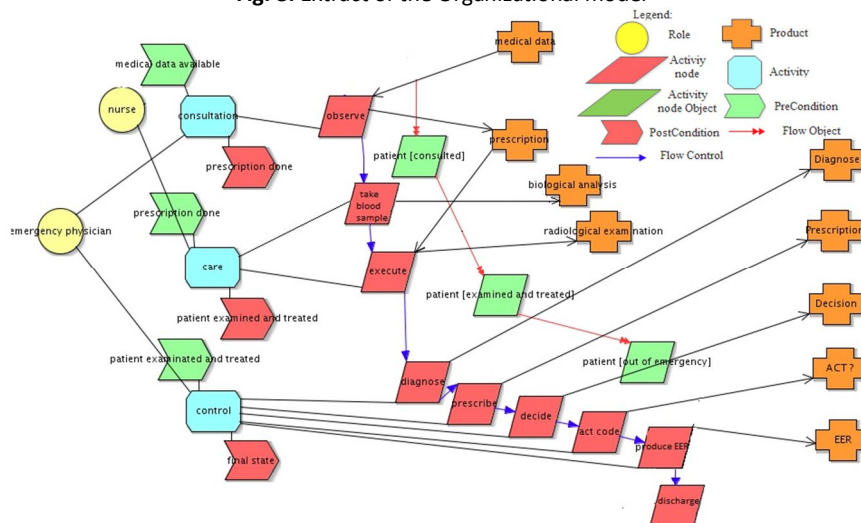 Fig. 3. Extract of the Organizational model
Legend:
Role
Product
Activiy
node
Activity
Activity
node Object
PreCondition
PostCondition
Flow Object
Flow Control
medical data
medical data available
nurse
consultation
observe
prescription
patient [consulted]
Diagnose
prescription done
take
blood
sample
biological analysis
prescription done
emergency physician
radiological examination
Prescription
care
execute
patient [examined and treated]
Decision
patient examined and treated
patient examinated and treated
patient [out of emergency]
ACT ?
diagnose
prescribe
control
decide
act code
EER
produce EER
final state
discharge